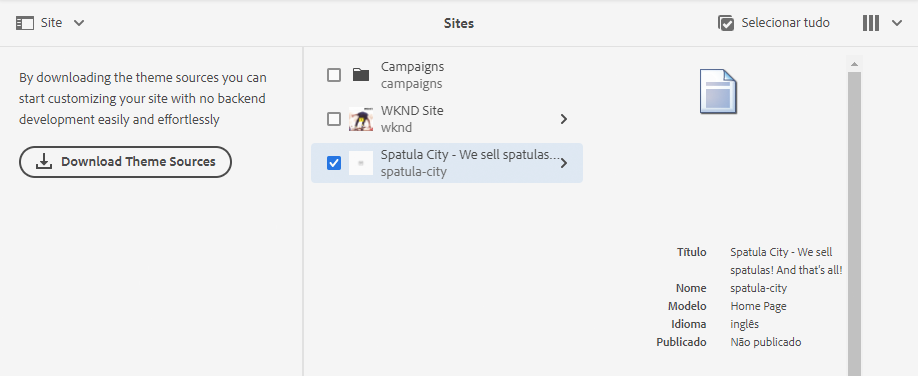 Site
Sites
Selecionar tudo
By downloading the theme sources you can
start customizing your site with no backend
development easily and effortlessly
Download Theme Sources
Campaigns
campaigns
WKND Site
wknd
Spatula City - We sell spatulas...
spatula-city
Título Spatula City - We sell
spatulas! And that's all!
Nome spatula-city
Modelo Home Page
Idioma inglês
Publicado Não publicado